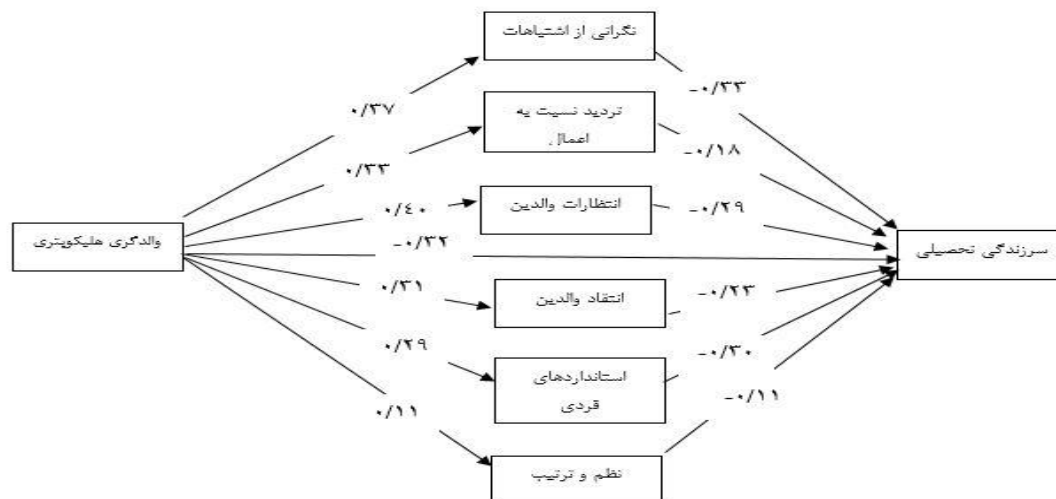 نگرانی از اشتباهات
-۰/۳۳
۰/۳۷
تردید نسبت به
اعمال
-۰/۱۸
۰/۳۳
انتظارات والدین
-۰/۲۹
۰/٤۰
والدگری هلیکوپتری
-۰/۳۲
سرزندگی تحصیلی
انتقاد والدین
-۰/۲۳
۰/۳۱
استانداردهای
فردی
-۰/۳۰
۰/۲۹
-۰/۱۱
۰/۱۱
نظم و ترتیب